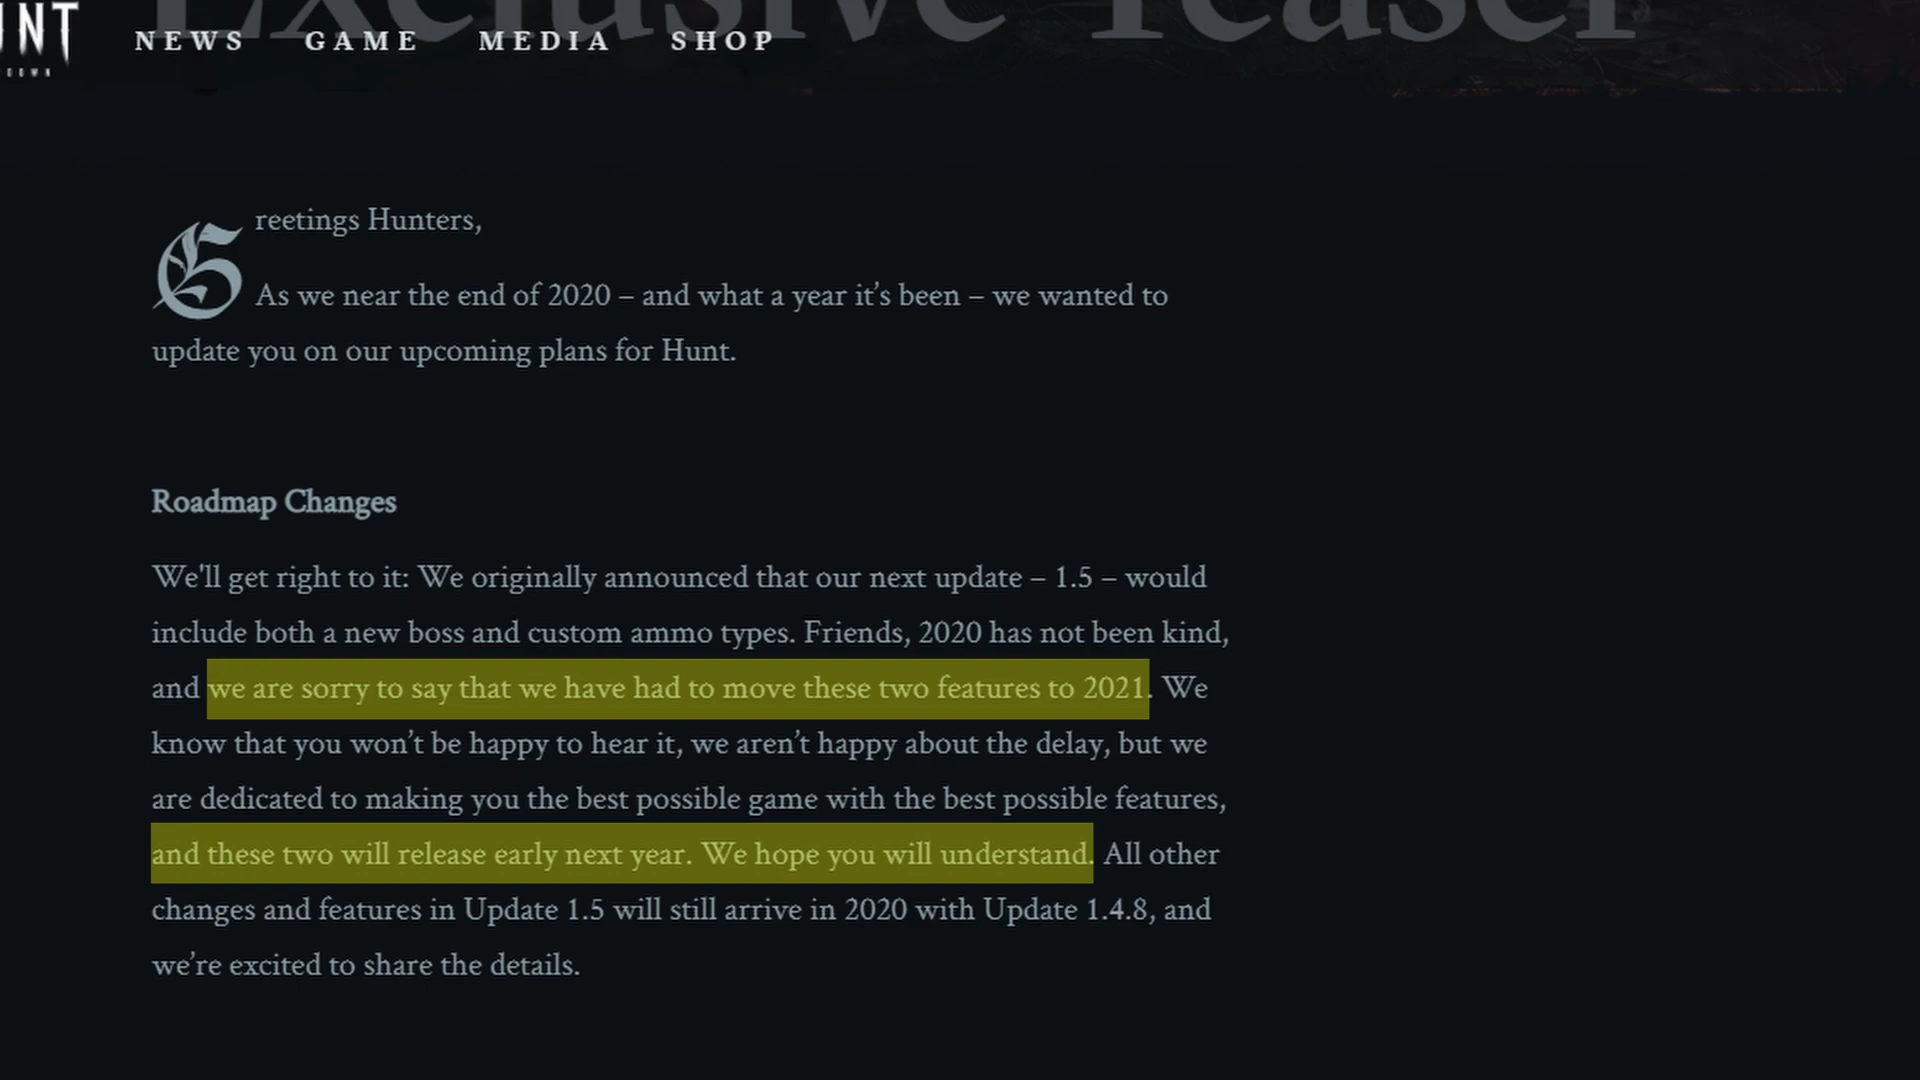 Exclusive Teaser
UNT
DOWN
NEWS GAME MEDIA SHOP
Greetings Hunters,
As we near the end of 2020 – and what a year it’s been – we wanted to
update you on our upcoming plans for Hunt.
Roadmap Changes
We'll get right to it: We originally announced that our next update – 1.5 – would
include both a new boss and custom ammo types. Friends, 2020 has not been kind,
and we are sorry to say that we have had to move these two features to 2021. We
know that you won’t be happy to hear it, we aren’t happy about the delay, but we
are dedicated to making you the best possible game with the best possible features,
and these two will release early next year. We hope you will understand. All other
changes and features in Update 1.5 will still arrive in 2020 with Update 1.4.8, and
we’re excited to share the details.